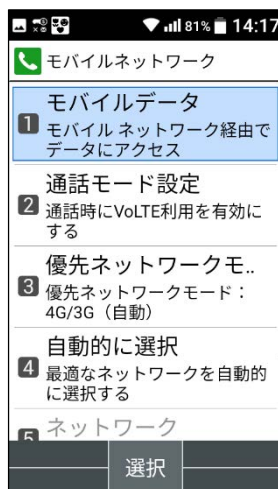 81% 14:17
モバイルネットワーク
1 モバイルデータ
モバイル ネットワーク経由で
データにアクセス
通話モード設定
2 通話時にVoLTE利用を有効に
する
優先ネットワークモ..
3 優先ネットワークモード：
4G/3G（自動）
自動的に選択
4 最適なネットワークを自動的
に選択する
5 ネットワーク
選択